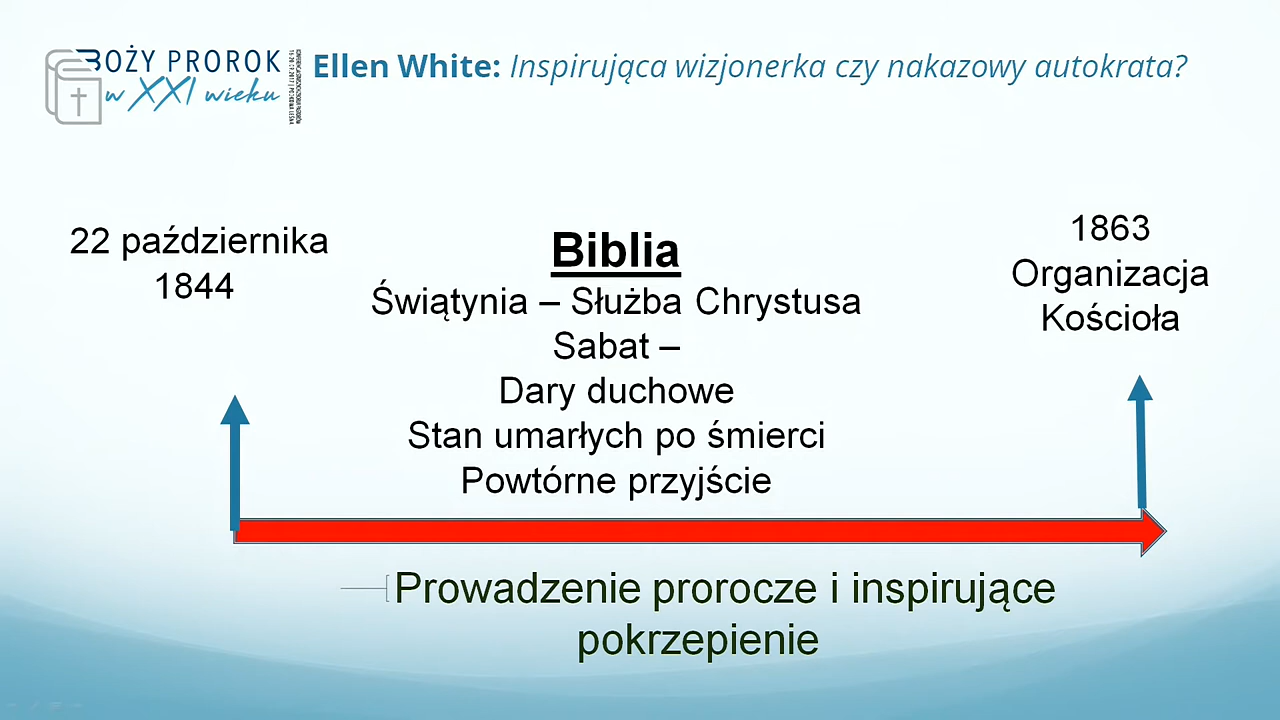 BOŻY PROROK
w XXI wieku
Ellen White: Inspirująca wizjonerka czy nakazowy autokrata?
22 października
1844
Biblia
Świątynia – Służba Chrystusa
Sabat –
Dary duchowe
Stan umarłych po śmierci
Powtórne przyjście
1863
Organizacja
Kościoła
Prowadzenie prorocze i inspirujące
pokrzepienie